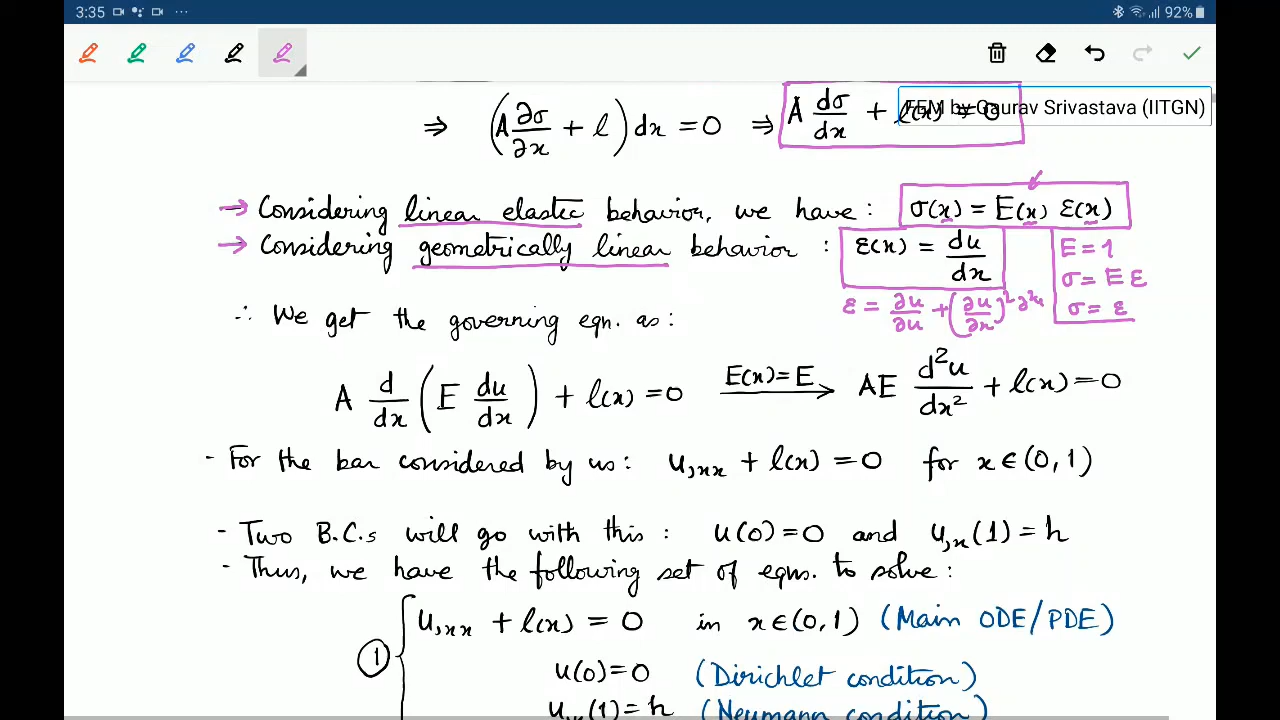 3:35 ... 92%
⇒ (A ∂σ/∂x + l) dx = 0 ⇒ A dσ/dx + l(x) = 0
FEM by Gaurav Srivastava (IITGN)
→ Considering linear elastic behavior, we have : σ(x) = E(x) ε(x)
→ Considering geometrically linear behavior : ε(x) = du/dx
E = 1
σ = E ε
σ = ε
ε = ∂u/∂u + (∂u/∂x)²
∴ We get the governing eqn. as :
A d/dx (E du/dx) + l(x) = 0 E(x) = E → AE d²u/dx² + l(x) = 0
- For the bar considered by us : u,xx + l(x) = 0 for x ∈ (0, 1)
- Two B.C.s will go with this : u(0) = 0 and u,x(1) = h
- Thus, we have the following set of eqns. to solve :
① { u,xx + l(x) = 0 in x ∈ (0, 1) (Main ODE/PDE)
u(0) = 0 (Dirichlet condition)
u,x(1) = h (Neumann condition)